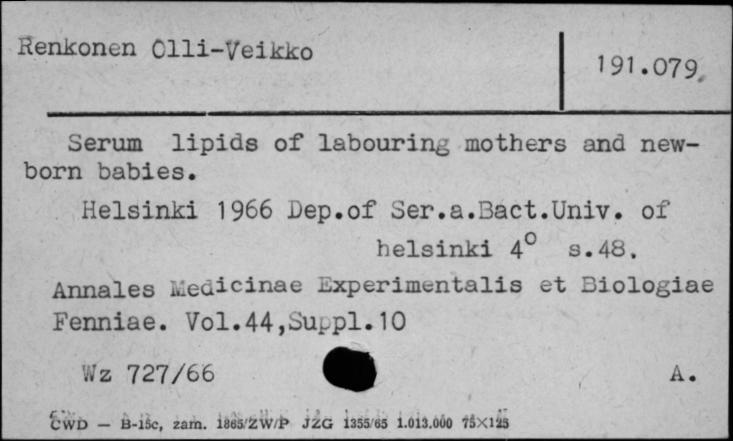 Renkonen Olli-Veikko
191.079
Serum lipids of labouring mothers and new-
born babies.
Helsinki 1966 Dep.of Ser.a.Bact.Univ. of
helsinki 4° s.48.
Annales Medicinae Experimentalis et Biologiae
Fenniae. Vol.44,Suppl.10
Wz 727/66
A.
CWD — B-15c, zam. 1865/ZW/P JZG 1355/65 1.013.000 75×125